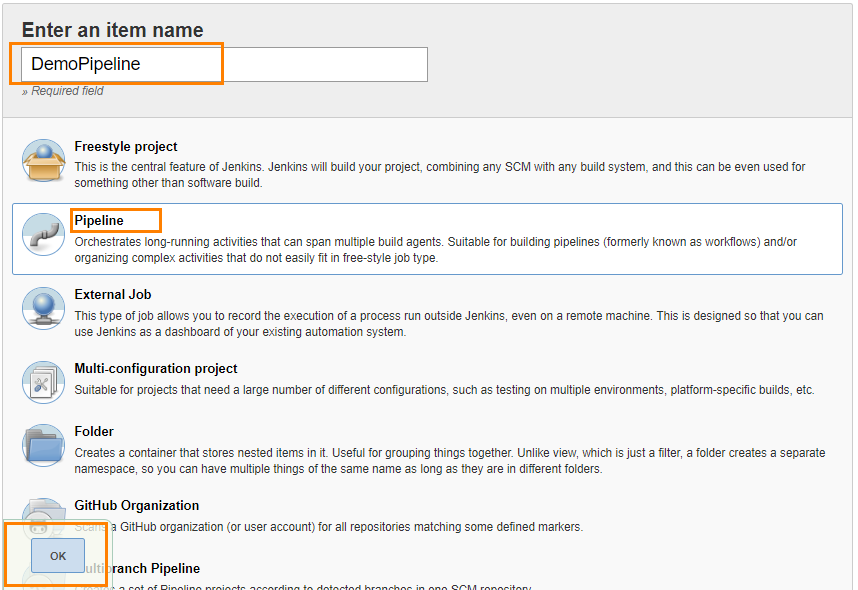 Enter an item name
DemoPipeline
» Required field
Freestyle project
This is the central feature of Jenkins. Jenkins will build your project, combining any SCM with any build system, and this can be even used for
something other than software build.
Pipeline
Orchestrates long-running activities that can span multiple build agents. Suitable for building pipelines (formerly known as workflows) and/or
organizing complex activities that do not easily fit in free-style job type.
External Job
This type of job allows you to record the execution of a process run outside Jenkins, even on a remote machine. This is designed so that you can
use Jenkins as a dashboard of your existing automation system.
Multi-configuration project
Suitable for projects that need a large number of different configurations, such as testing on multiple environments, platform-specific builds, etc.
Folder
Creates a container that stores nested items in it. Useful for grouping things together. Unlike view, which is just a filter, a folder creates a separate
namespace, so you can have multiple things of the same name as long as they are in different folders.
GitHub Organization
Scans a GitHub organization (or user account) for all repositories matching some defined markers.
OK
Multibranch Pipeline
Creates a set of Pipeline projects according to detected branches in one SCM repository.